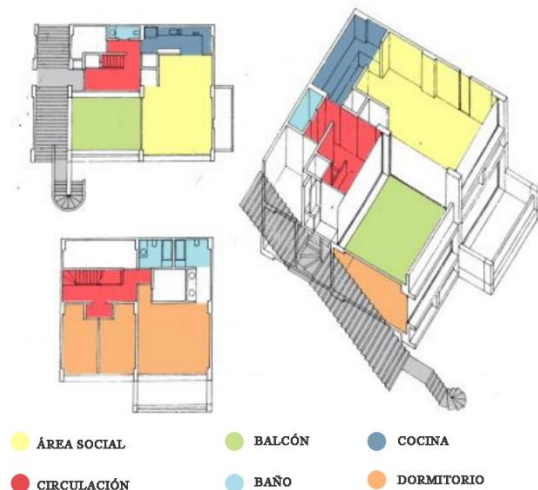 ÁREA SOCIAL
BALCÓN
COCINA
CIRCULACIÓN
BAÑO
DORMITORIO